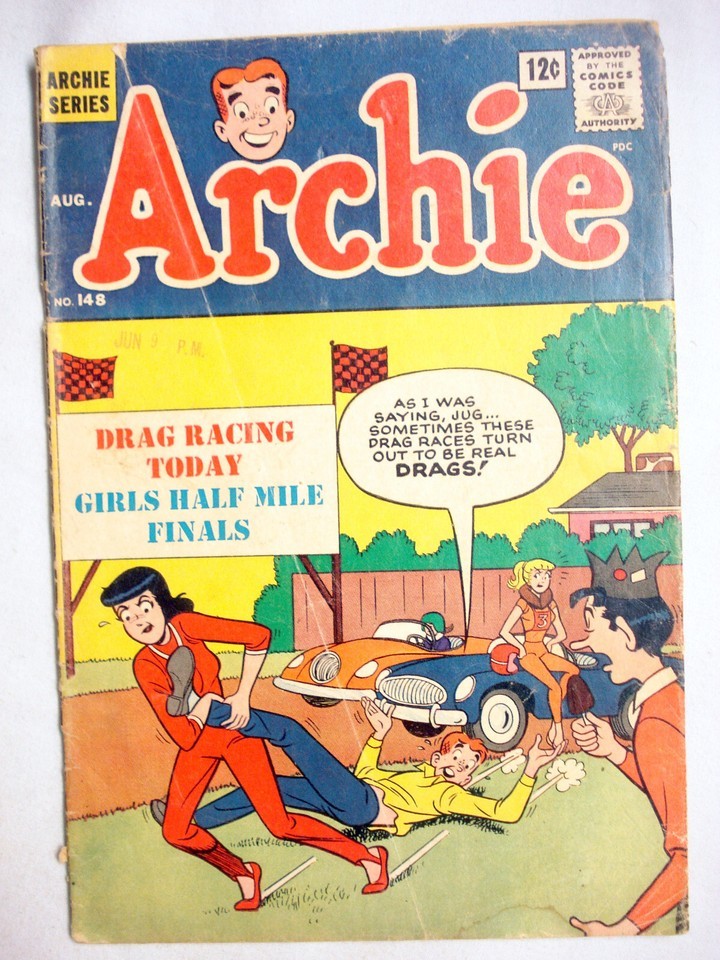 ARCHIE
SERIES
12¢
APPROVED
BY THE
COMICS
CODE
CA
AUTHORITY
Archie
PDC
AUG.
NO. 148
JUN 9 P.M.
DRAG RACING
TODAY
GIRLS HALF MILE
FINALS
AS I WAS
SAYING, JUG...
SOMETIMES THESE
DRAG RACES TURN
OUT TO BE REAL
DRAGS!
3